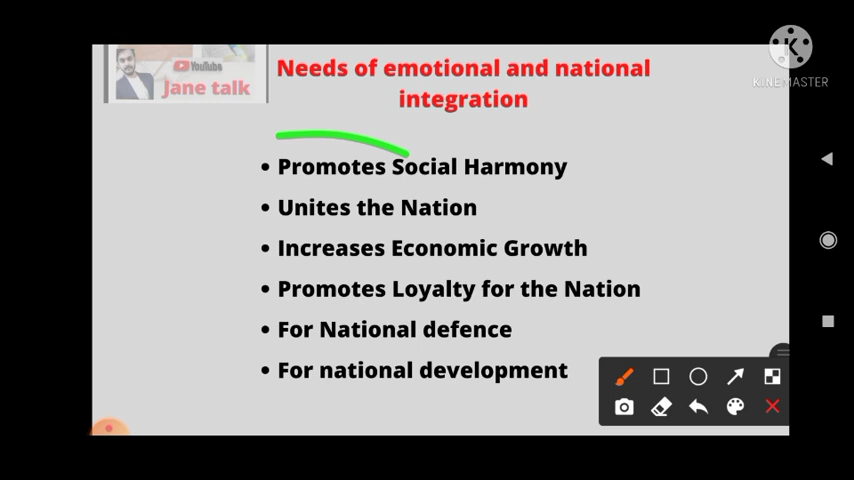 YouTube
Jane talk
Needs of emotional and national
integration
• Promotes Social Harmony
• Unites the Nation
• Increases Economic Growth
• Promotes Loyalty for the Nation
• For National defence
• For national development
K
KINEMASTER